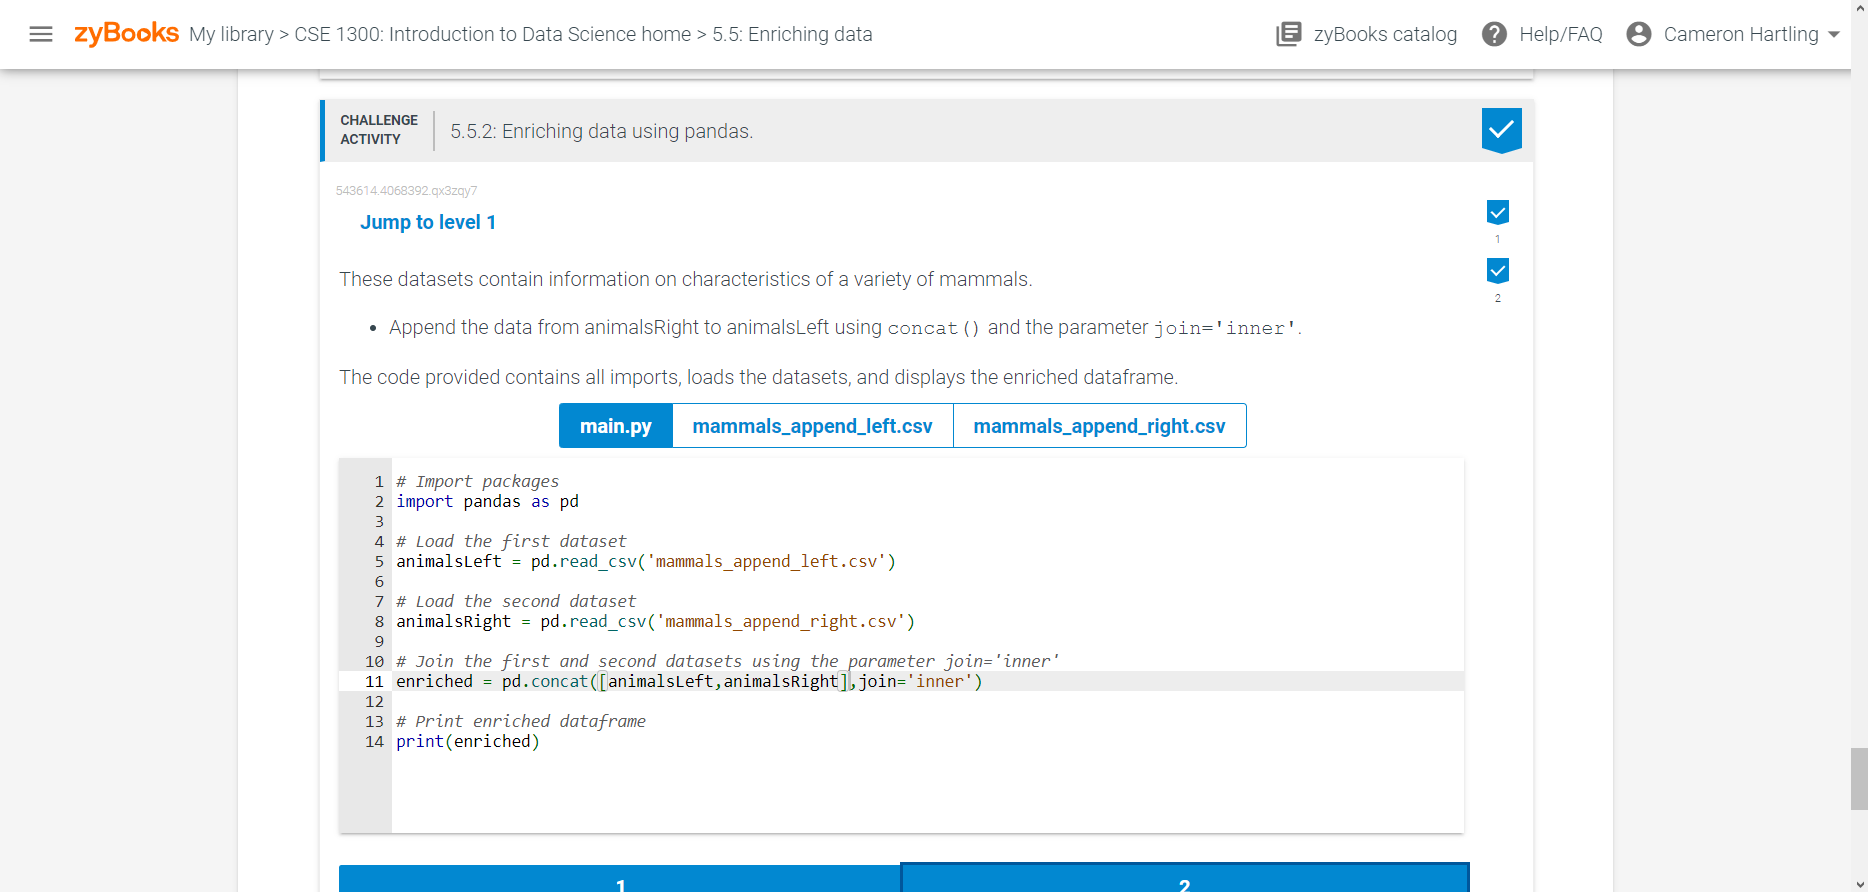 zyBooks My library > CSE 1300: Introduction to Data Science home > 5.5: Enriching data zyBooks catalog ? Help/FAQ Cameron Hartling
CHALLENGE ACTIVITY 5.5.2: Enriching data using pandas.
543614.4068392.qx3zqy7
Jump to level 1
1
These datasets contain information on characteristics of a variety of mammals.
2
• Append the data from animalsRight to animalsLeft using concat() and the parameter join='inner'.
The code provided contains all imports, loads the datasets, and displays the enriched dataframe.
main.py mammals_append_left.csv mammals_append_right.csv
1 # Import packages
2 import pandas as pd
3
4 # Load the first dataset
5 animalsLeft = pd.read_csv('mammals_append_left.csv')
6
7 # Load the second dataset
8 animalsRight = pd.read_csv('mammals_append_right.csv')
9
10 # Join the first and second datasets using the parameter join='inner'
11 enriched = pd.concat([animalsLeft,animalsRight],join='inner')
12
13 # Print enriched dataframe
14 print(enriched)
1 2